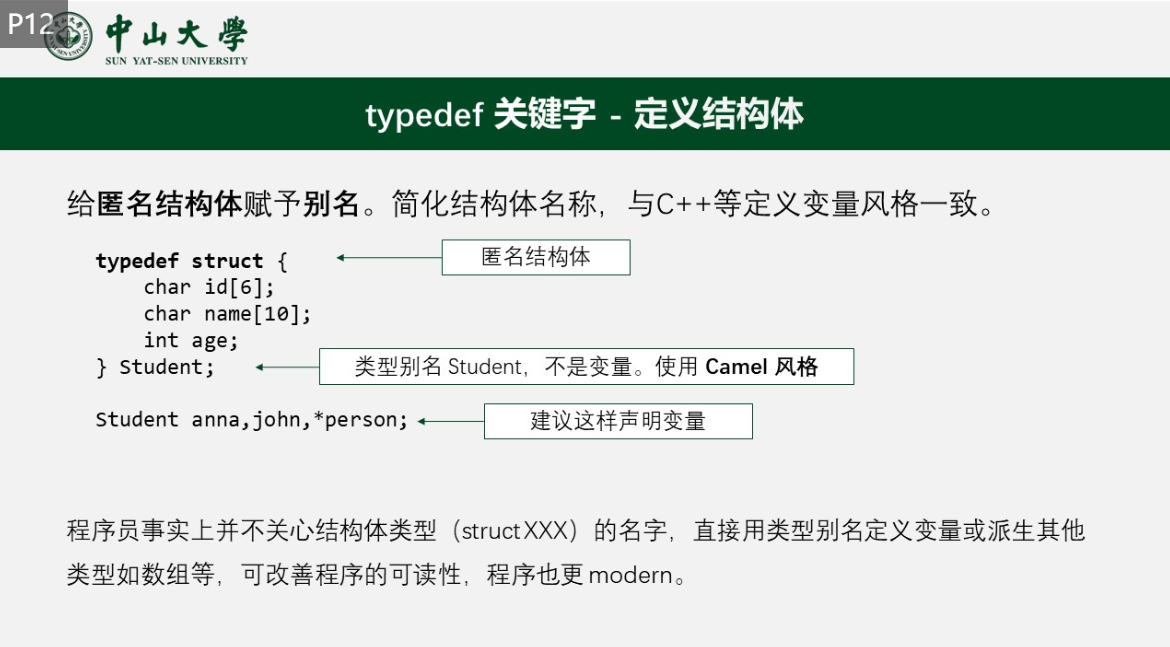 P12
中山大學
SUN YAT-SEN UNIVERSITY
typedef 关键字 - 定义结构体
给匿名结构体赋予别名。简化结构体名称，与C++等定义变量风格一致。
typedef struct {
匿名结构体
char id[6];
char name[10];
int age;
} Student;
类型别名 Student，不是变量。使用 Camel 风格
Student anna,john,*person;
建议这样声明变量
程序员事实上并不关心结构体类型（struct XXX）的名字，直接用类型别名定义变量或派生其他
类型如数组等，可改善程序的可读性，程序也更 modern。